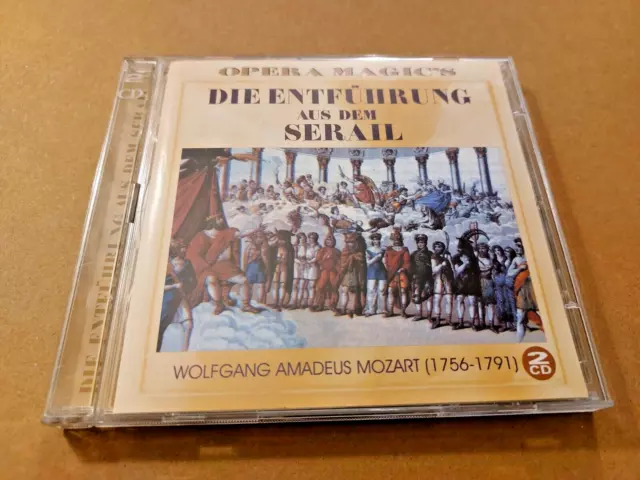 OPERA MAGIC'S
DIE ENTFÜHRUNG
AUS DEM
SERAIL
WOLFGANG AMADEUS MOZART (1756-1791)
2
CD
DIE ENTFÜHRUNG AUS DEM SERAIL